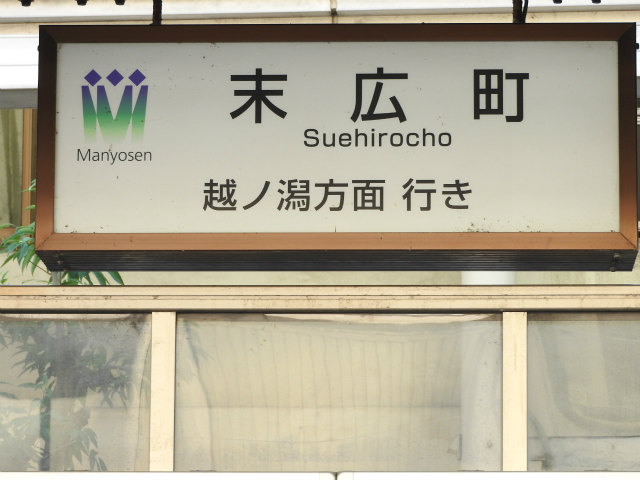 末広町
Suehirocho
Manyosen
越ノ潟方面 行き